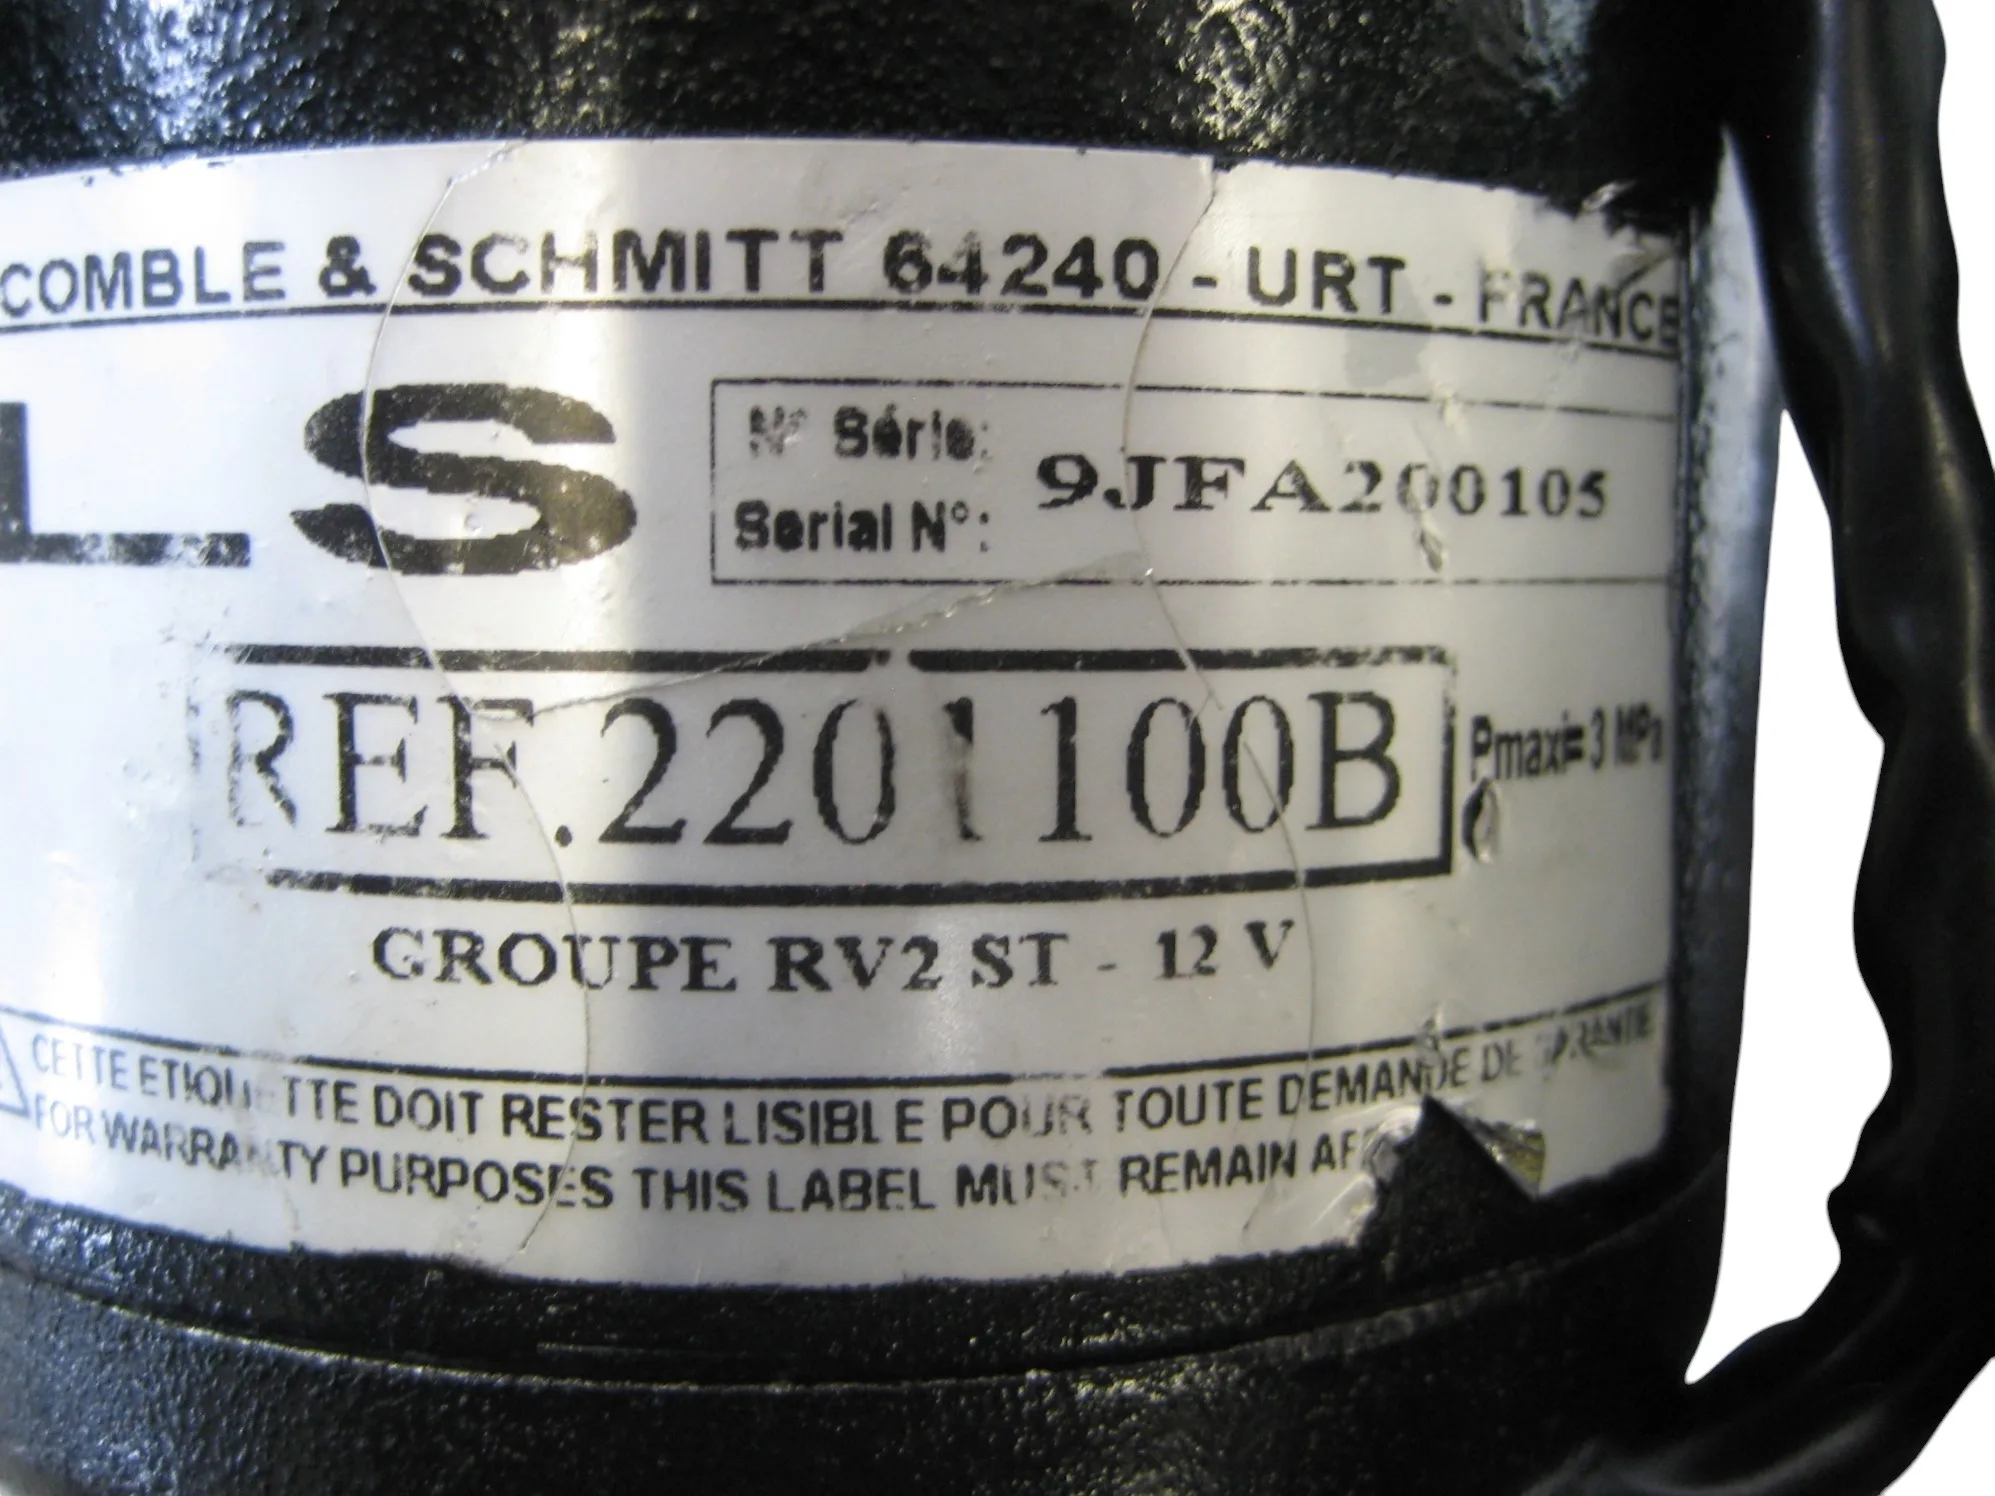 COMBLE & SCHMITT 64240 - URT - FRANCE
LS
N° Série:
Serial N°:
9JFA200105
REF.2201100B
Pmaxi=3 MPa
GROUPE RV2 ST - 12 V
CETTE ETIQUETTE DOIT RESTER LISIBLE POUR TOUTE DEMANDE DE GARANTIE
FOR WARRANTY PURPOSES THIS LABEL MUST REMAIN